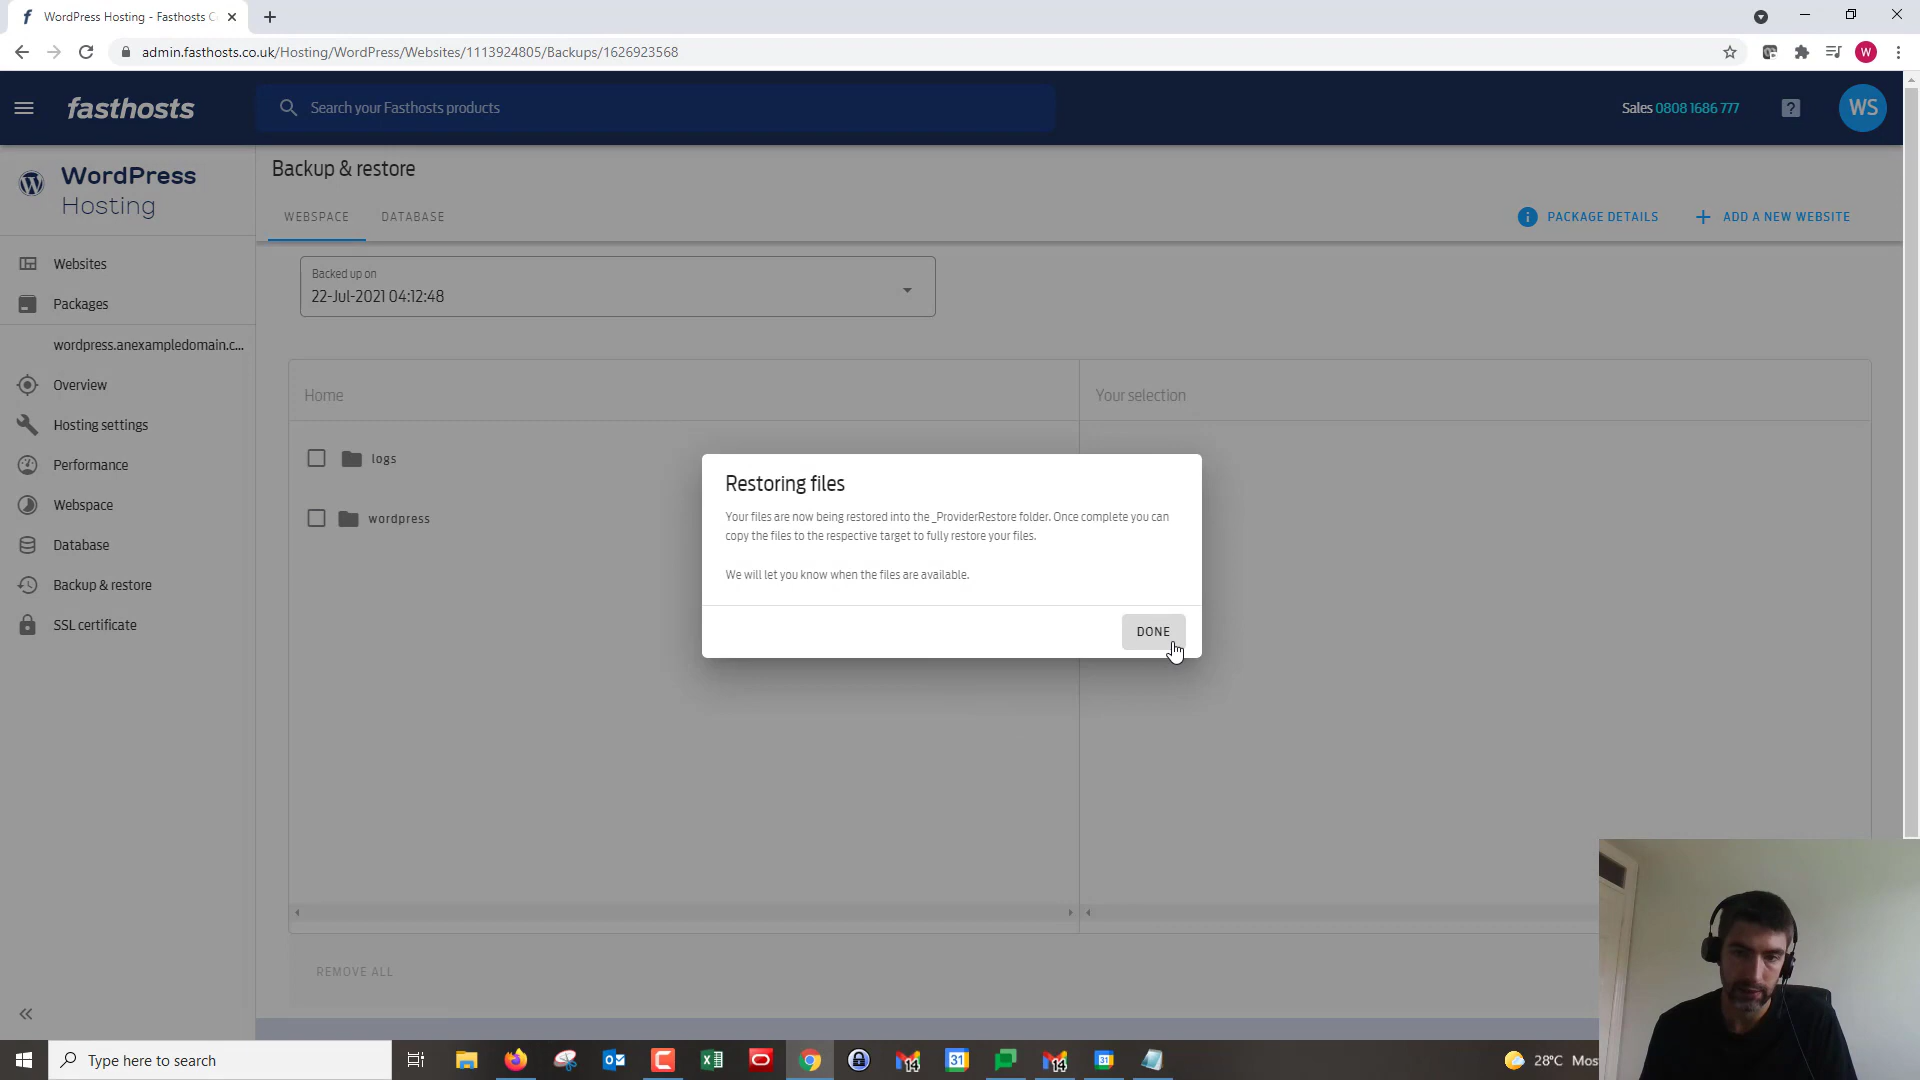 WordPress Hosting - Fasthosts C
admin.fasthosts.co.uk/Hosting/WordPress/Websites/1113924805/Backups/1626923568
W
fasthosts
Search your Fasthosts products
Sales 0808 1686 777
?
WS
WordPress
Hosting
Backup & restore
WEBSPACE
DATABASE
PACKAGE DETAILS
ADD A NEW WEBSITE
Websites
Packages
wordpress.anexampledomain.c...
Overview
Hosting settings
Performance
Webspace
Database
Backup & restore
SSL certificate
Backed up on
22-Jul-2021 04:12:48
Home
Your selection
logs
wordpress
Restoring files
Your files are now being restored into the _ProviderRestore folder. Once complete you can
copy the files to the respective target to fully restore your files.
We will let you know when the files are available.
DONE
REMOVE ALL
Type here to search
14
31
14
31
28°C Mos